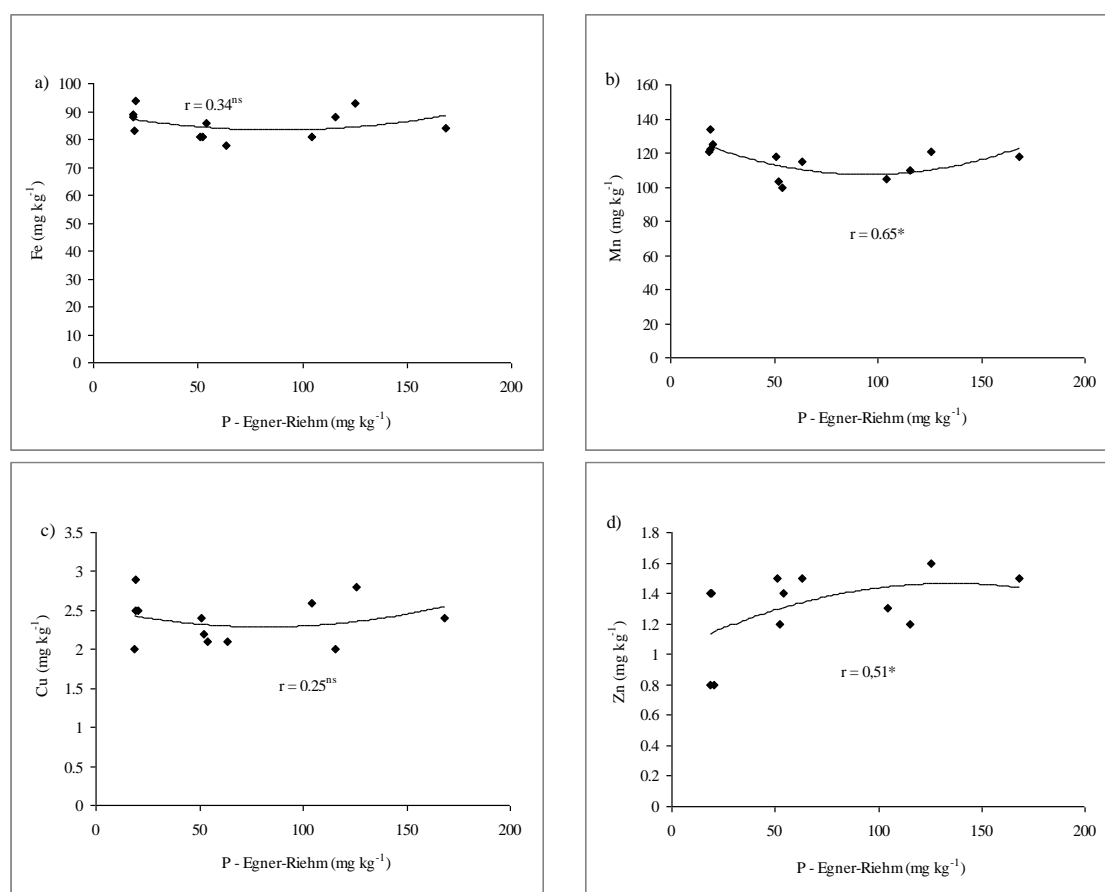 a)
r = 0.34ns
100
90
80
70
60
50
40
30
20
10
0
Fe (mg kg-1)
0 50 100 150 200
P - Egner-Riehm (mg kg-1)
b)
160
140
120
100
80
60
40
20
0
r = 0.65*
Mn (mg kg-1)
0 50 100 150 200
P - Egner-Riehm (mg kg-1)
c)
3.5
3
2.5
2
1.5
1
0.5
0
r = 0.25ns
Cu (mg kg-1)
0 50 100 150 200
P - Egner-Riehm (mg kg-1)
d)
1.8
1.6
1.4
1.2
1
0.8
0.6
0.4
0.2
0
r = 0,51*
Zn (mg kg-1)
0 50 100 150 200
P - Egner-Riehm (mg kg-1)